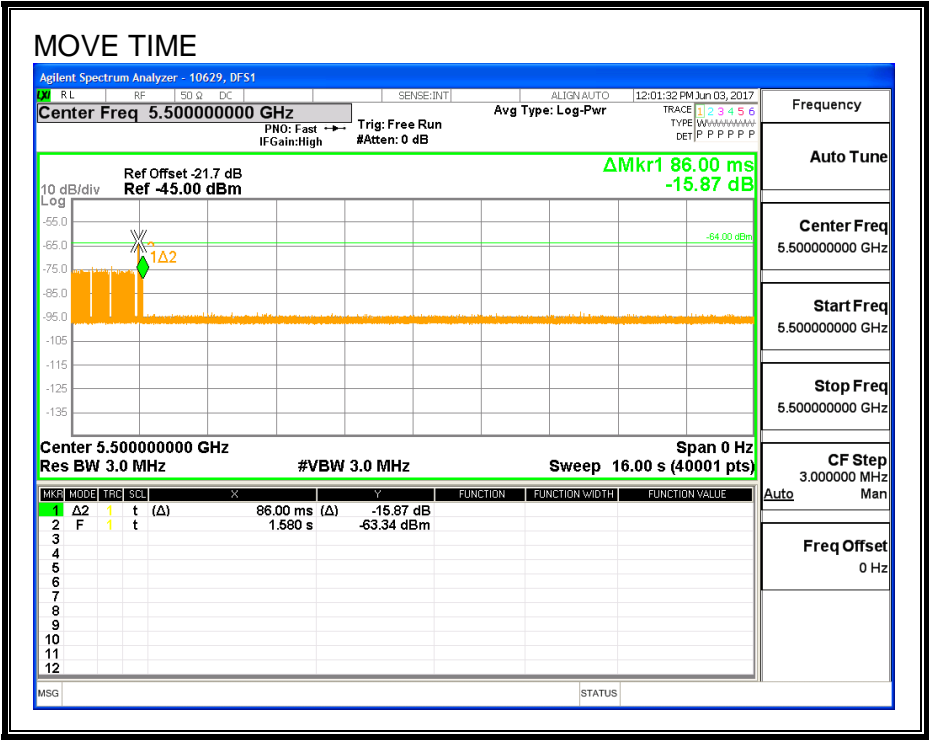 MOVE TIME
Agilent Spectrum Analyzer - 10629, DFS1
LXI RL RF 50 Ω DC SENSE:INT ALIGN AUTO 12:01:32 PM Jun 03, 2017
Center Freq 5.500000000 GHz
PNO: Fast
IFGain:High
Trig: Free Run
#Atten: 0 dB
Avg Type: Log-Pwr
TRACE 1 2 3 4 5 6
TYPE WWWWWW
DET P P P P P P
Ref Offset -21.7 dB
10 dB/div Ref -45.00 dBm
Log
ΔMkr1 86.00 ms
-15.87 dB
-55.0
-65.0
-75.0
-85.0
-95.0
-105
-115
-125
-135
-64.00 dBm
1Δ2
Center 5.500000000 GHz Span 0 Hz
Res BW 3.0 MHz #VBW 3.0 MHz Sweep 16.00 s (40001 pts)
MKR MODE TRC SCL X Y FUNCTION FUNCTION WIDTH FUNCTION VALUE
1 Δ2 1 t (Δ) 86.00 ms (Δ) -15.87 dB
2 F 1 t 1.580 s -63.34 dBm
3
4
5
6
7
8
9
10
11
12
MSG STATUS
Frequency
Auto Tune
Center Freq
5.500000000 GHz
Start Freq
5.500000000 GHz
Stop Freq
5.500000000 GHz
CF Step
3.000000 MHz
Auto Man
Freq Offset
0 Hz